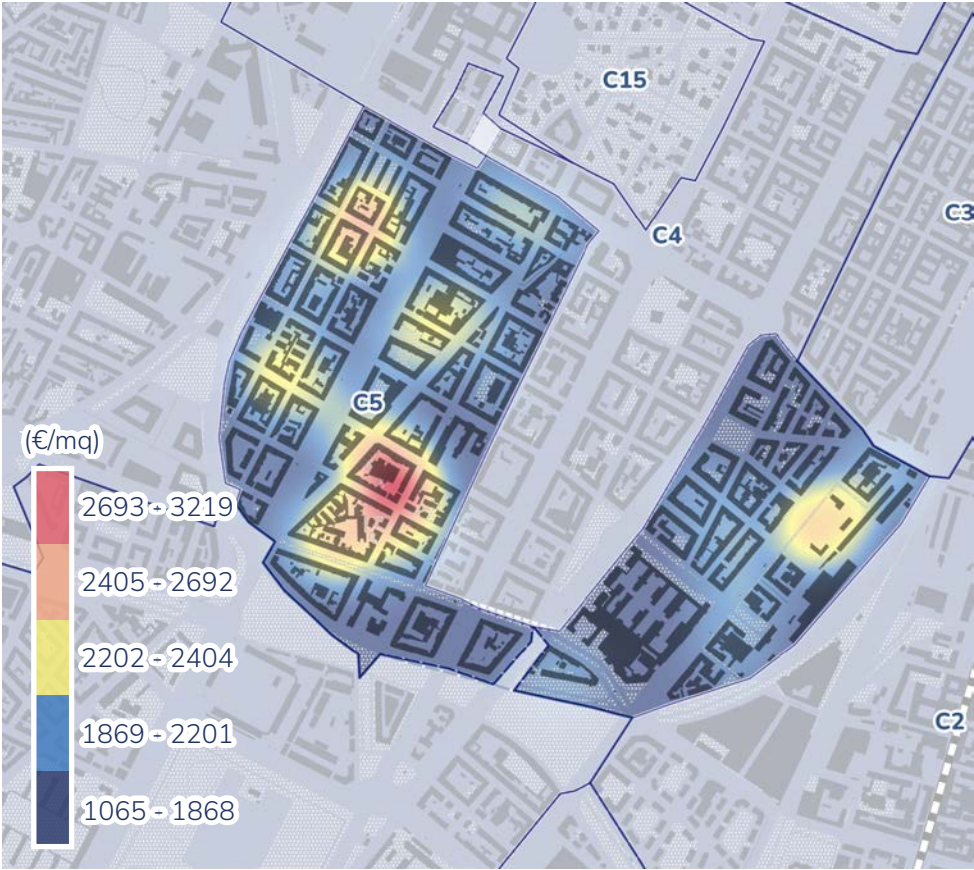 C15
C3
C4
C5
(€/mq)
2693 - 3219
2405 - 2692
2202 - 2404
1869 - 2201
1065 - 1868
C2